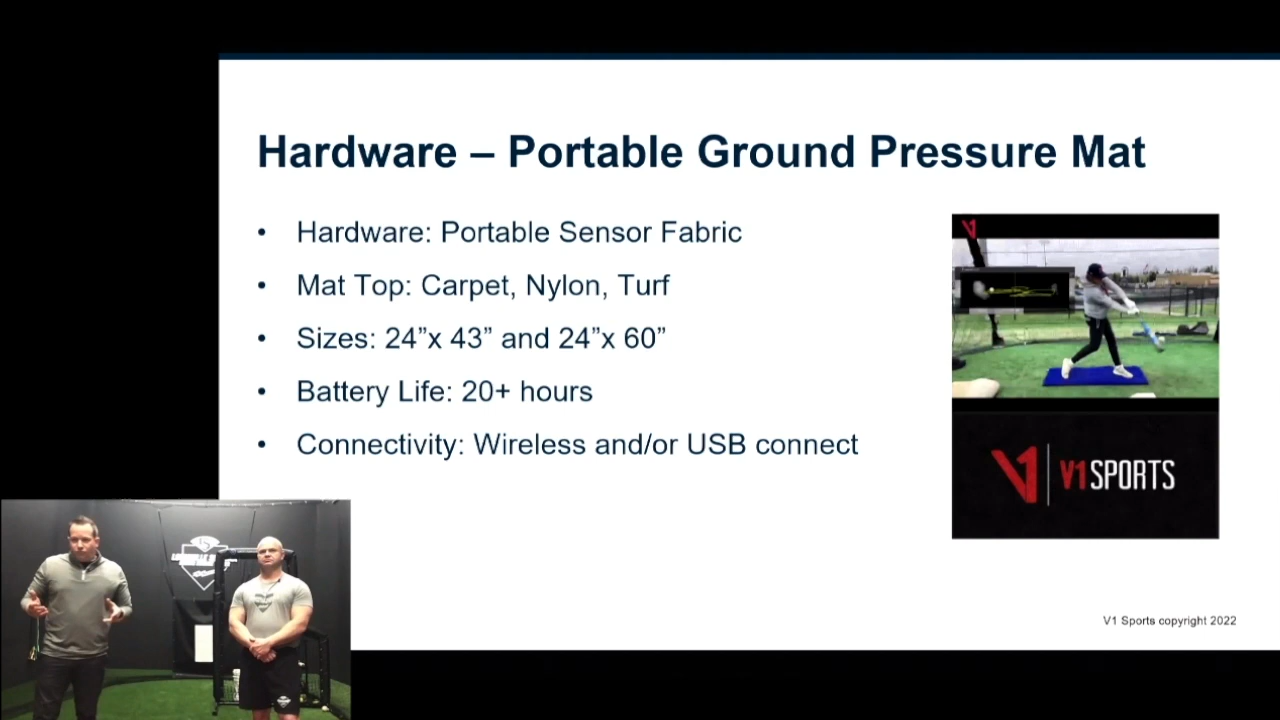 Hardware – Portable Ground Pressure Mat
• Hardware: Portable Sensor Fabric
• Mat Top: Carpet, Nylon, Turf
• Sizes: 24”x 43” and 24”x 60”
• Battery Life: 20+ hours
• Connectivity: Wireless and/or USB connect
V1
V1 | V1SPORTS
V1 Sports copyright 2022